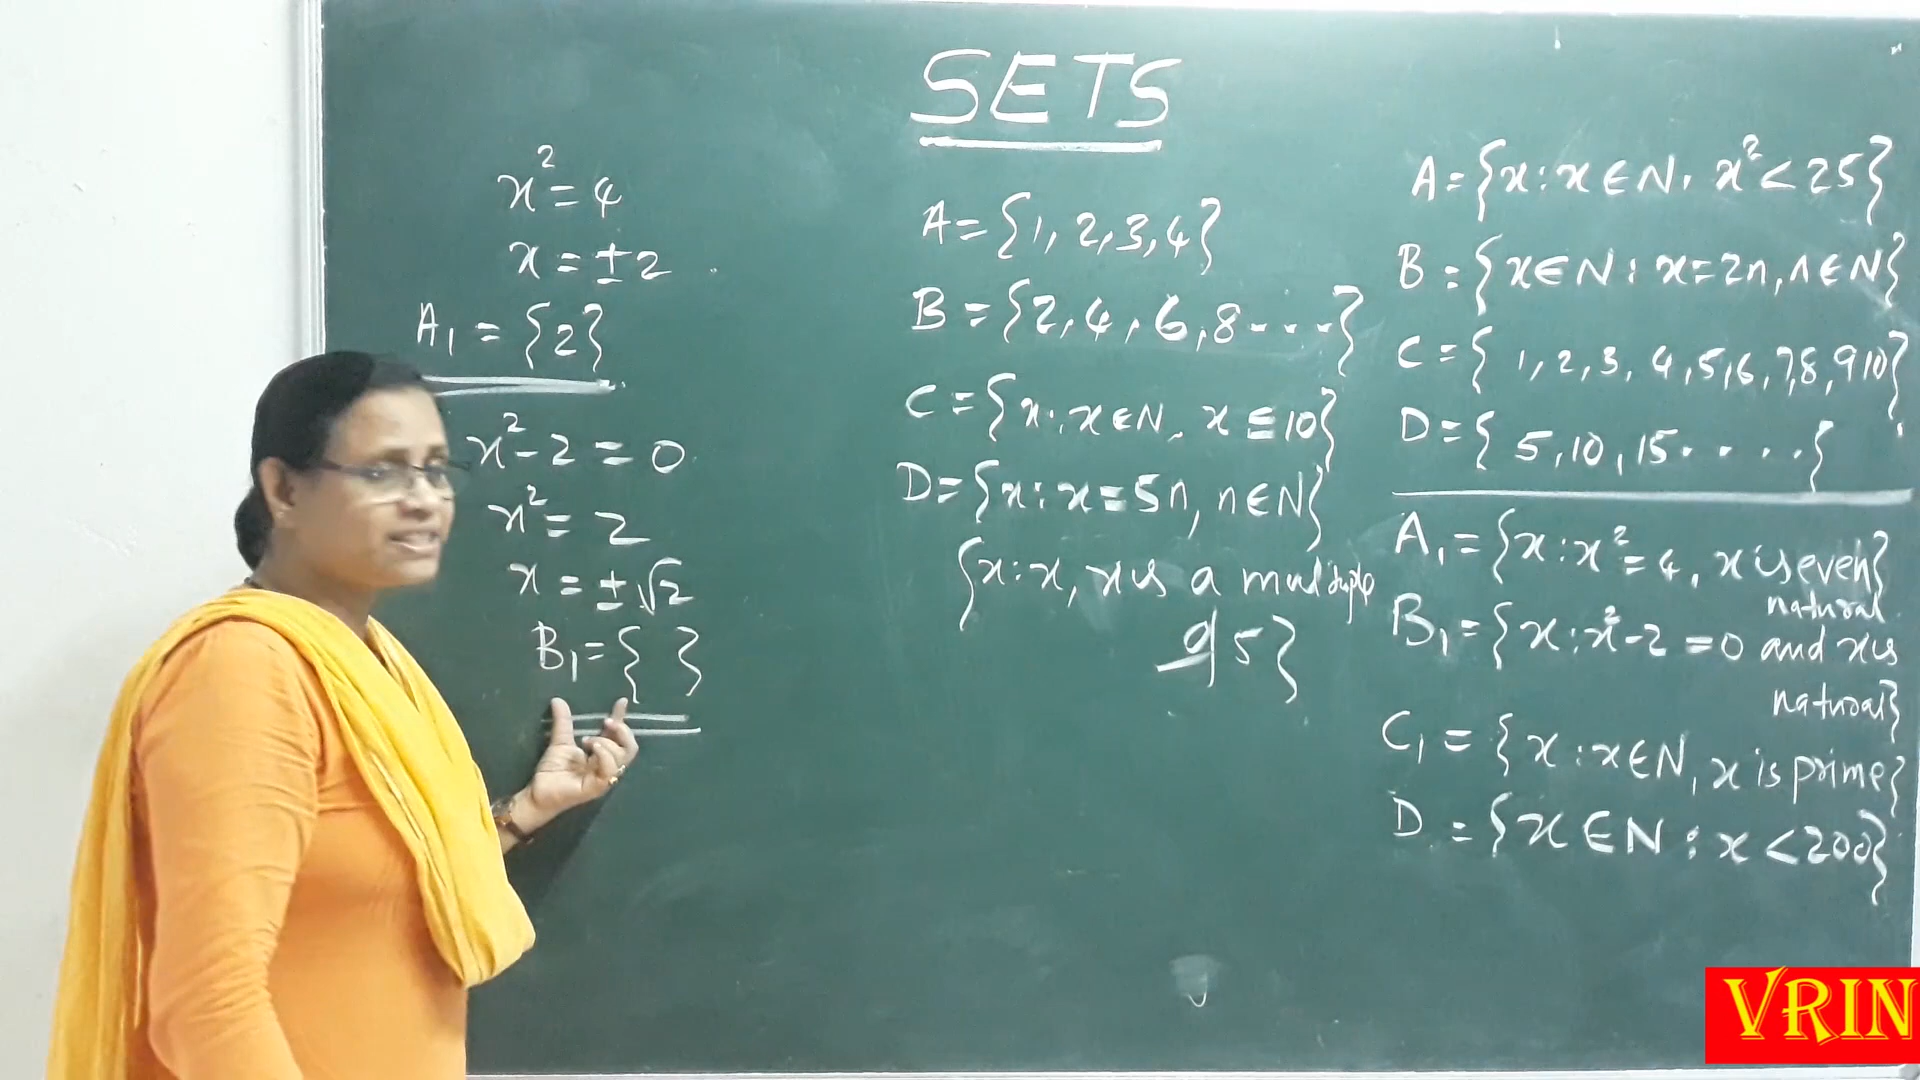 SETS
x² = 4
x = ±2
A₁ = {2}
x² - 2 = 0
x² = 2
x = ±√2
B₁ = { }
A = {1, 2, 3, 4}
B = {2, 4, 6, 8 . . . .}
C = {x : x ∈ N, x ≤ 10}
D = {x : x = 5n, n ∈ N}
{x : x, x is a multiple
of 5}
A = {x : x ∈ N, x² < 25}
B = {x ∈ N : x = 2n, n ∈ N}
C = { 1, 2, 3, 4, 5, 6, 7, 8, 9 10}
D = { 5, 10, 15 . . . . . }
A₁ = {x : x² = 4, x is even}
natural
B₁ = {x : x² - 2 = 0 and x is
natural}
C₁ = {x : x ∈ N, x is prime}
D = {x ∈ N : x < 200}
VRIN